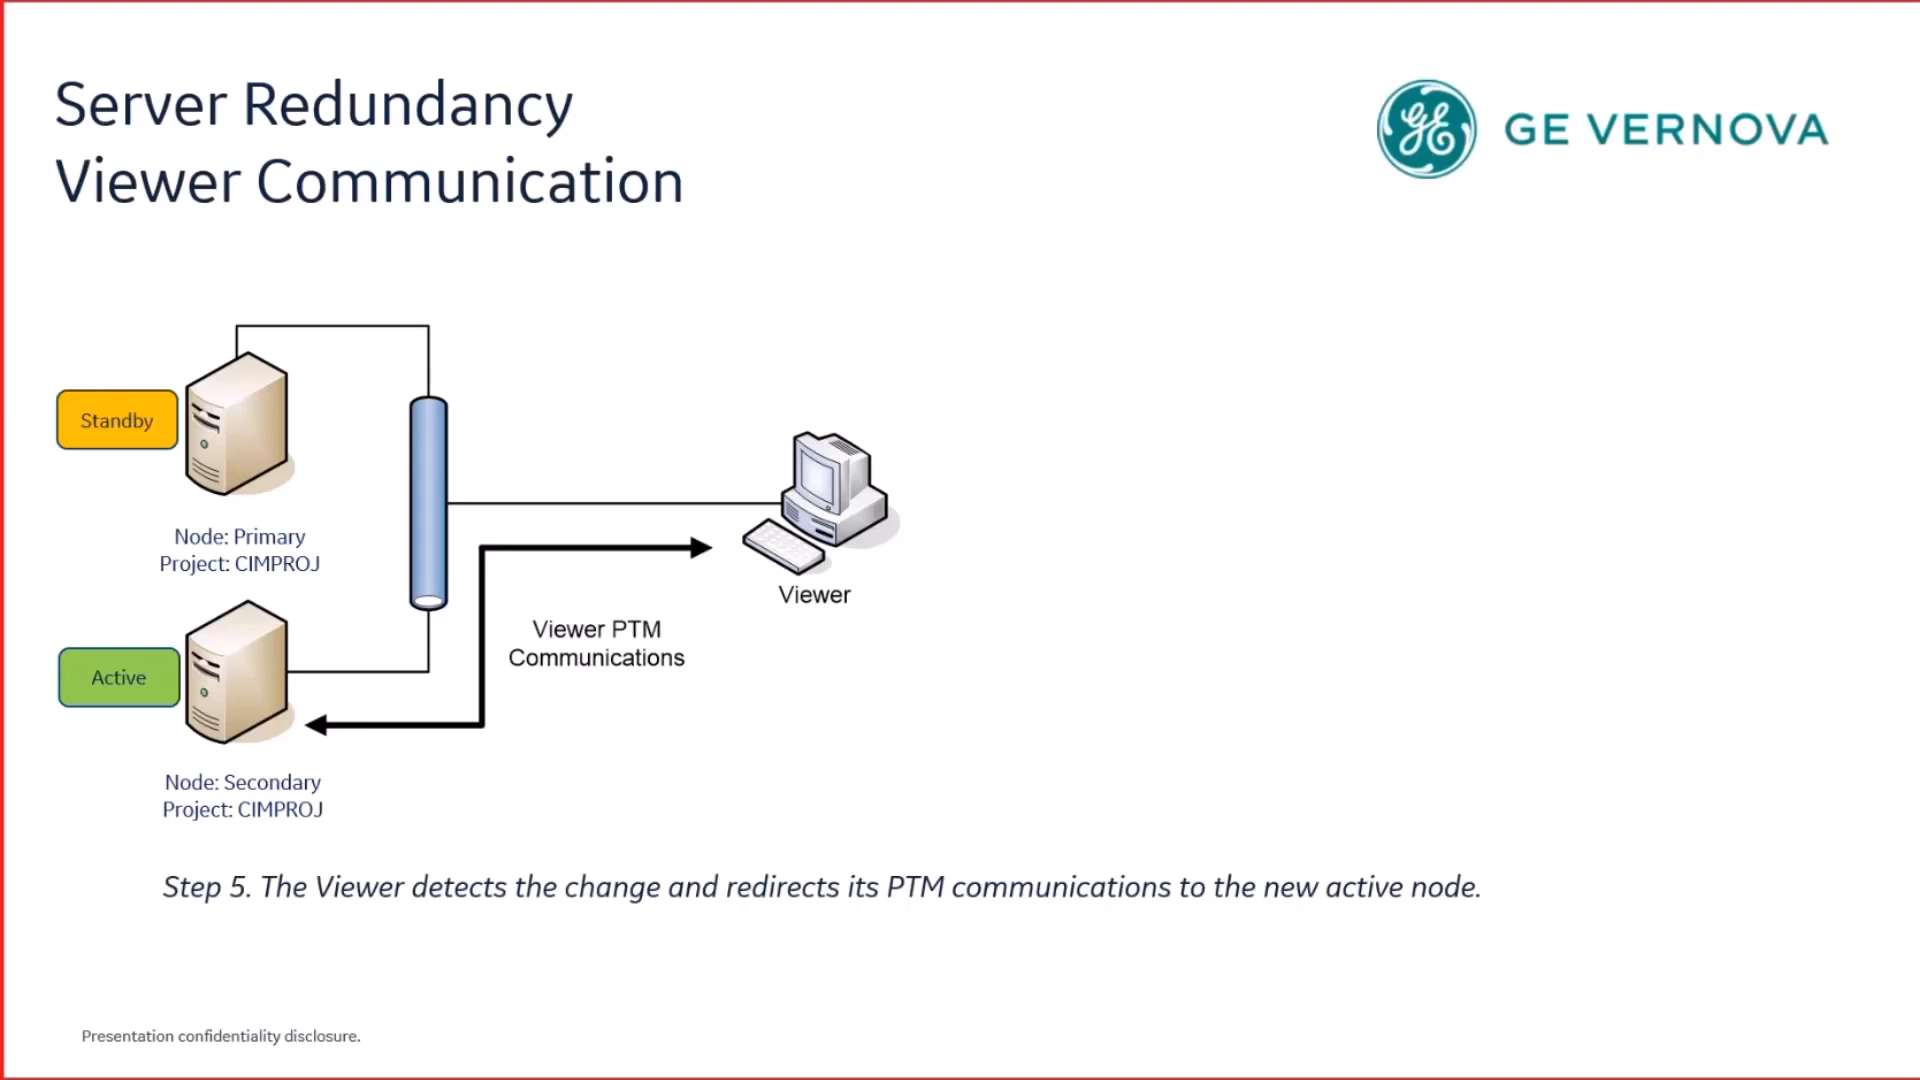 Server Redundancy
Viewer Communication
GE VERNOVA
Standby
Node: Primary
Project: CIMPROJ
Viewer
Viewer PTM
Communications
Active
Node: Secondary
Project: CIMPROJ
Step 5. The Viewer detects the change and redirects its PTM communications to the new active node.
Presentation confidentiality disclosure.